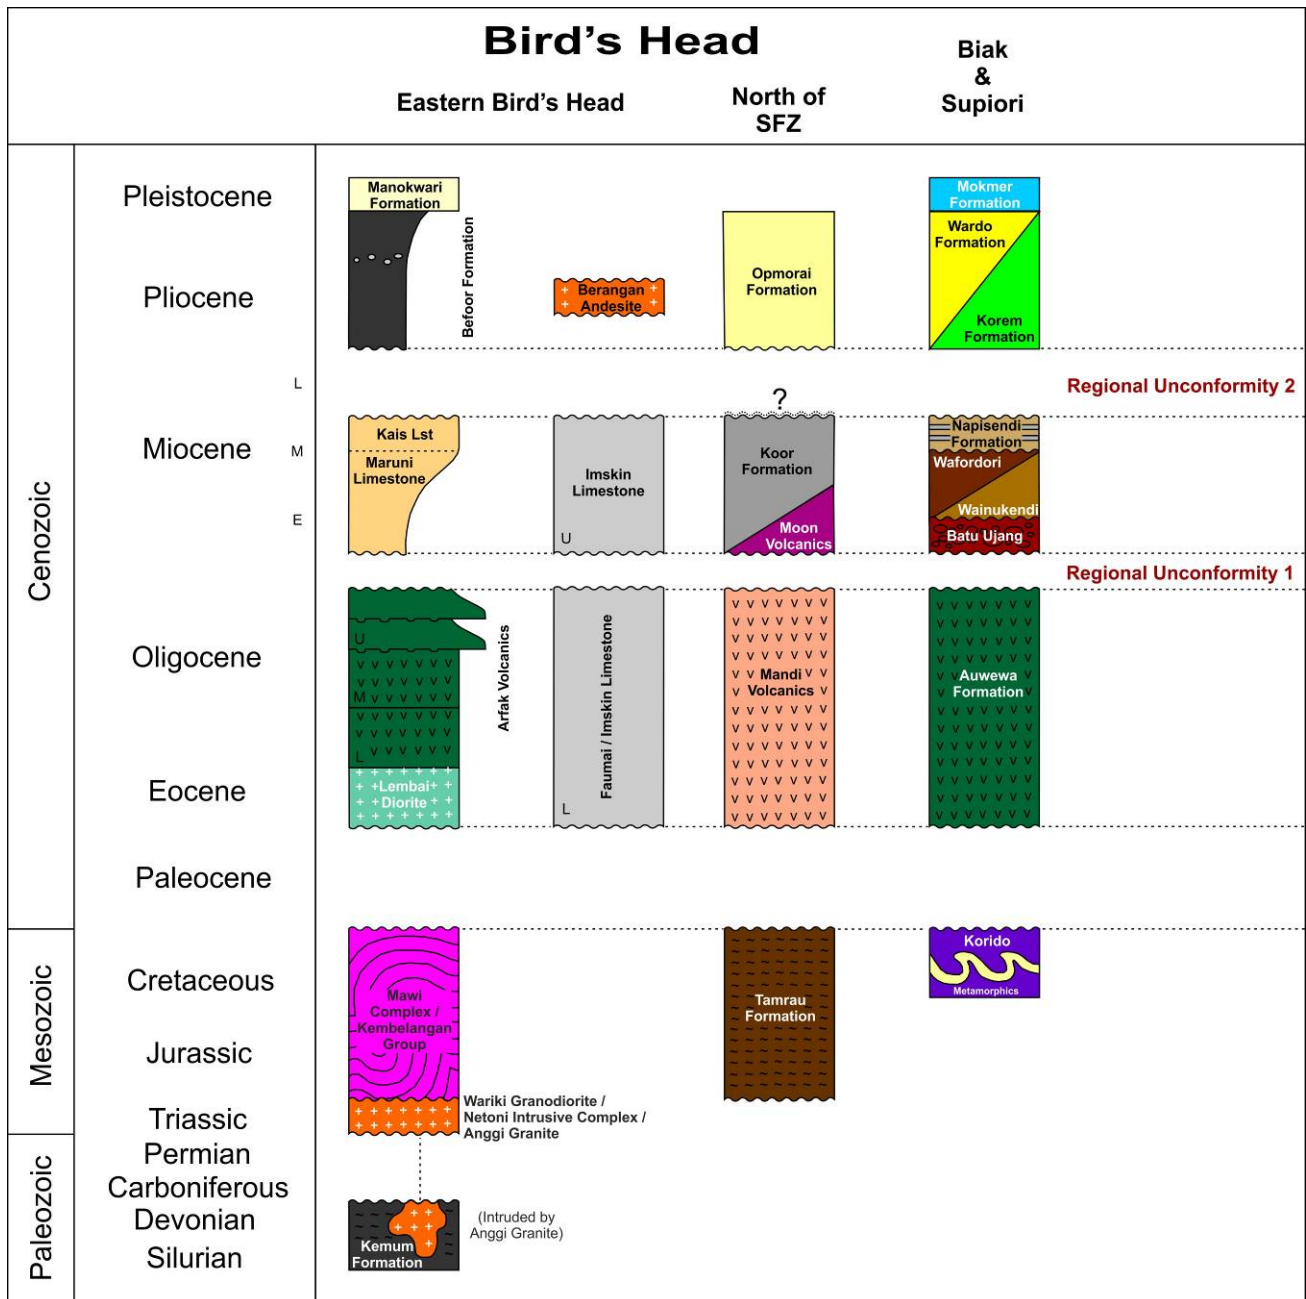 Bird's Head
Eastern Bird's Head
North of
SFZ
Biak
&
Supiori
Cenozoic
Mesozoic
Paleozoic
Pleistocene
Pliocene
L
Miocene
M
E
Oligocene
Eocene
Paleocene
Cretaceous
Jurassic
Triassic
Permian
Carboniferous
Devonian
Silurian
Manokwari
Formation
Befoor Formation
Kais Lst
Maruni
Limestone
U
M
L
Arfak Volcanics
Lembai
Diorite
Mawi
Complex /
Kembelangan
Group
Wariki Granodiorite /
Netoni Intrusive Complex /
Anggi Granite
Kemum
Formation
(Intruded by
Anggi Granite)
Berangan
Andesite
Imskin
Limestone
U
Faumai / Imskin Limestone
L
Opmorai
Formation
?
Koor
Formation
Moon
Volcanics
Mandi
Volcanics
Tamrau
Formation
Mokmer
Formation
Wardo
Formation
Korem
Formation
Napisendi
Formation
Wafordori
Wainukendi
Batu Ujang
Auwewa
Formation
Korido
Metamorphics
Regional Unconformity 2
Regional Unconformity 1